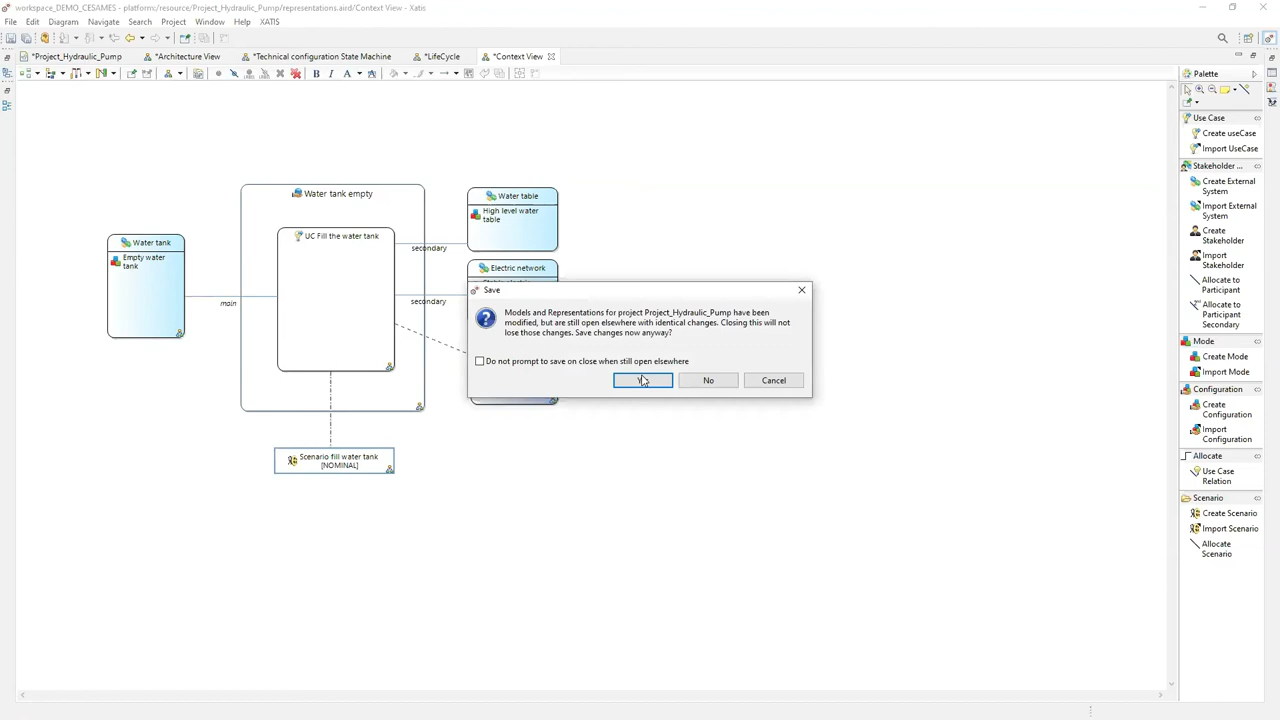 workspace_DEMO_CESAMES - platform:/resource/Project_Hydraulic_Pump/representations.aird/Context View - Xatis
File Edit Diagram Navigate Search Project Window Help XATIS
*Project_Hydraulic_Pump *Architecture View *Technical configuration State Machine *LifeCycle *Context View
Palette
Use Case
Create useCase
Import UseCase
Stakeholder ...
Create External
System
Import External
System
Create
Stakeholder
Import
Stakeholder
Allocate to
Participant
Allocate to
Participant
Secondary
Mode
Create Mode
Import Mode
Configuration
Create
Configuration
Import
Configuration
Allocate
Use Case
Relation
Scenario
Create Scenario
Import Scenario
Allocate
Scenario
Water tank
Empty water
tank
main
Water tank empty
UC Fill the water tank
secondary
secondary
Water table
High level water
table
Electric network
Scenario fill water tank
[NOMINAL]
Save
Models and Representations for project Project_Hydraulic_Pump have been
modified, but are still open elsewhere with identical changes. Closing this will not
lose those changes. Save changes now anyway?
Do not prompt to save on close when still open elsewhere
No
Cancel